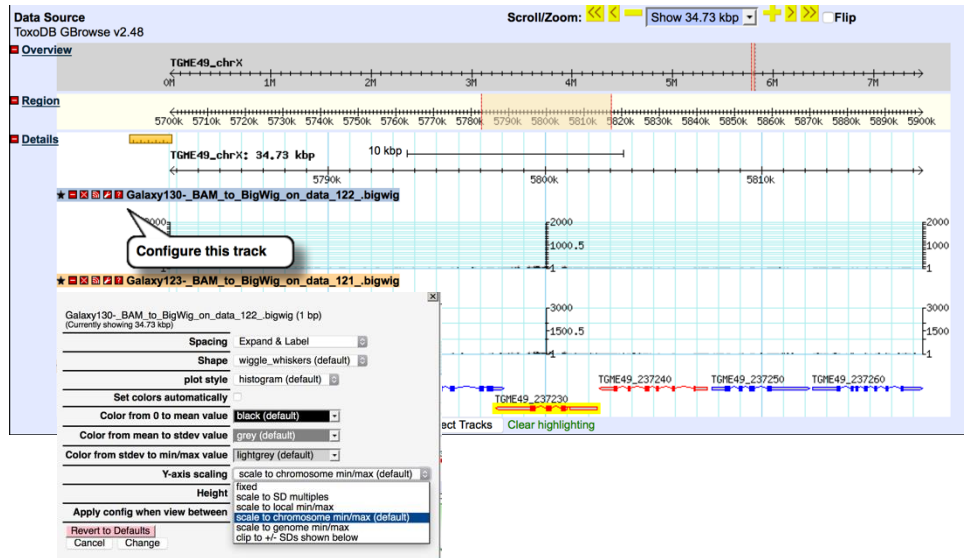 Data Source
Scroll/Zoom:
Show 34.73 kbp
Flip
ToxoDB GBrowse v2.48
Overview
TGME49_chrX
0M 1M 2M 3M 4M 5M 6M 7M
Region
5700k 5710k 5720k 5730k 5740k 5750k 5760k 5770k 5780k 5790k 5800k 5810k 5820k 5830k 5840k 5850k 5860k 5870k 5880k 5890k 5900k
Details
TGME49_chrX: 34.73 kbp
10 kbp
5790k 5800k 5810k
Galaxy130-_BAM_to_BigWig_on_data_122_.bigwig
2000 2000 2000
1000.5 1000
1 1 1
Configure this track
Galaxy123-_BAM_to_BigWig_on_data_121_.bigwig
3000 3000
1500.5 1500
1 1
TGME49_237240 TGME49_237250 TGME49_237260
TGME49_237230
ect Tracks Clear highlighting
Galaxy130-_BAM_to_BigWig_on_data_122_.bigwig (1 bp)
(Currently showing 34.73 kbp)
Spacing Expand & Label
Shape wiggle_whiskers (default)
plot style histogram (default)
Set colors automatically
Color from 0 to mean value black (default)
Color from mean to stdev value grey (default)
Color from stdev to min/max value lightgrey (default)
Y-axis scaling scale to chromosome min/max (default)
Height
fixed
scale to SD multiples
scale to local min/max
scale to chromosome min/max (default)
scale to genome min/max
clip to +/- SDs shown below
Apply config when view between
Revert to Defaults
Cancel Change